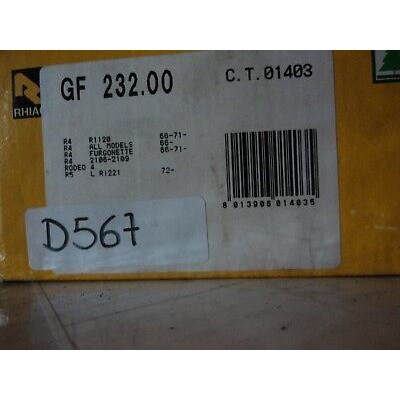 GF 232.00 C.T.01403
RHIAG
R4 R1120 66-71-
R4 ALL MODELS 66-
R4 FURGONETTE 66-71-
R4 2106-2109
RODEO 4
R5 L R1221 72-
8 013906 014035
D567